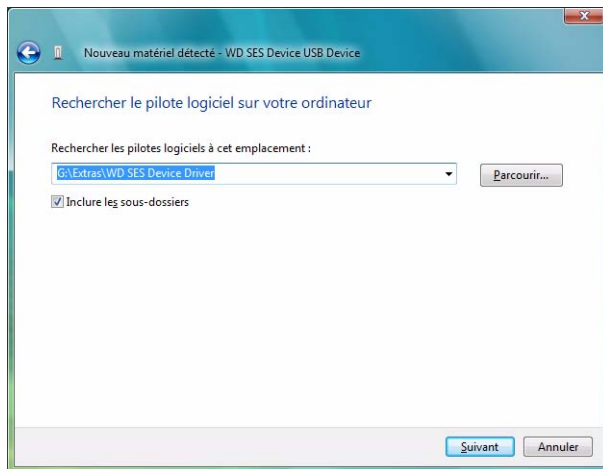 Nouveau matériel détecté - WD SES Device USB Device
Rechercher le pilote logiciel sur votre ordinateur
Rechercher les pilotes logiciels à cet emplacement :
G:\Extras\WD SES Device Driver
Parcourir...
Inclure les sous-dossiers
Suivant Annuler